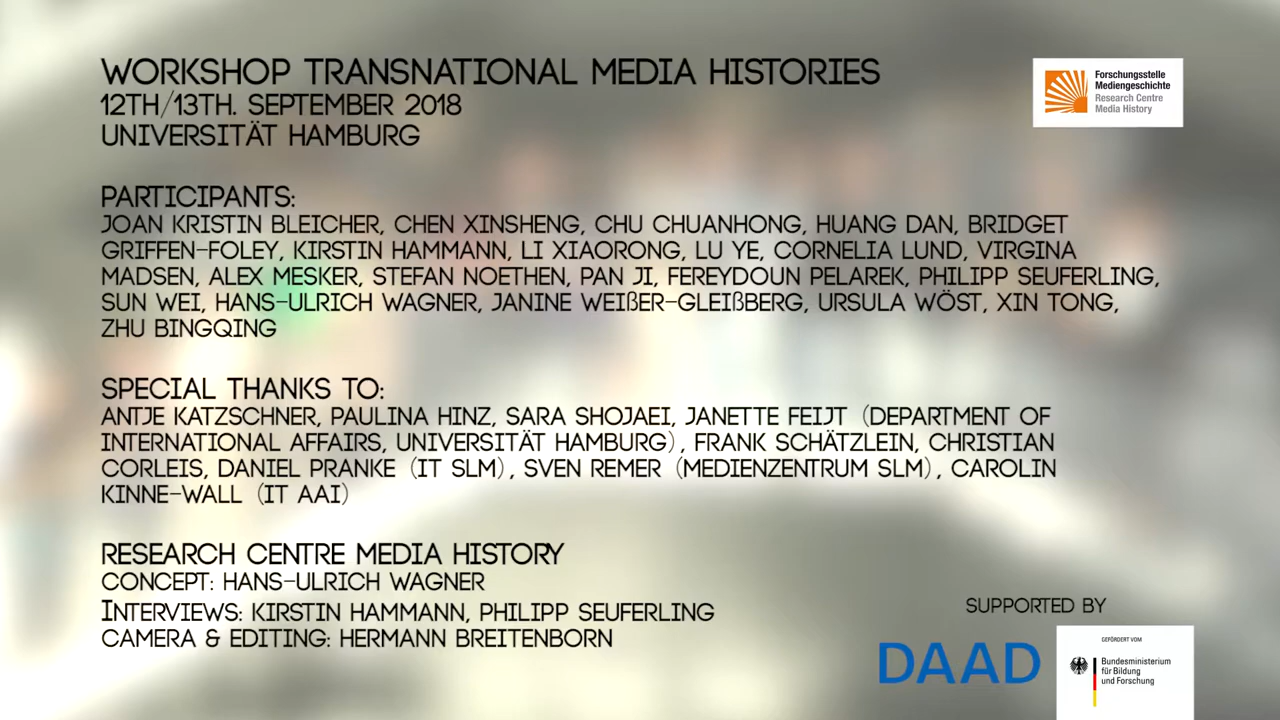 WORKSHOP TRANSNATIONAL MEDIA HISTORIES
12TH/13TH. SEPTEMBER 2018
UNIVERSITÄT HAMBURG
Forschungsstelle
Mediengeschichte
Research Centre
Media History
PARTICIPANTS:
JOAN KRISTIN BLEICHER, CHEN XINSHENG, CHU CHUANHONG, HUANG DAN, BRIDGET
GRIFFEN-FOLEY, KIRSTIN HAMMANN, LI XIAORONG, LU YE, CORNELIA LUND, VIRGINA
MADSEN, ALEX MESKER, STEFAN NOETHEN, PAN JI, FEREYDOUN PELAREK, PHILIPP SEUFERLING,
SUN WEI, HANS-ULRICH WAGNER, JANINE WEIßER-GLEIßBERG, URSULA WÖST, XIN TONG,
ZHU BINGQING
SPECIAL THANKS TO:
ANTJE KATZSCHNER, PAULINA HINZ, SARA SHOJAEI, JANETTE FEIJT (DEPARTMENT OF
INTERNATIONAL AFFAIRS, UNIVERSITÄT HAMBURG), FRANK SCHÄTZLEIN, CHRISTIAN
CORLEIS, DANIEL PRANKE (IT SLM), SVEN REMER (MEDIENZENTRUM SLM), CAROLIN
KINNE-WALL (IT AAI)
RESEARCH CENTRE MEDIA HISTORY
CONCEPT: HANS-ULRICH WAGNER
INTERVIEWS: KIRSTIN HAMMANN, PHILIPP SEUFERLING
CAMERA & EDITING: HERMANN BREITENBORN
SUPPORTED BY
DAAD
GEFÖRDERT VOM
Bundesministerium
für Bildung
und Forschung